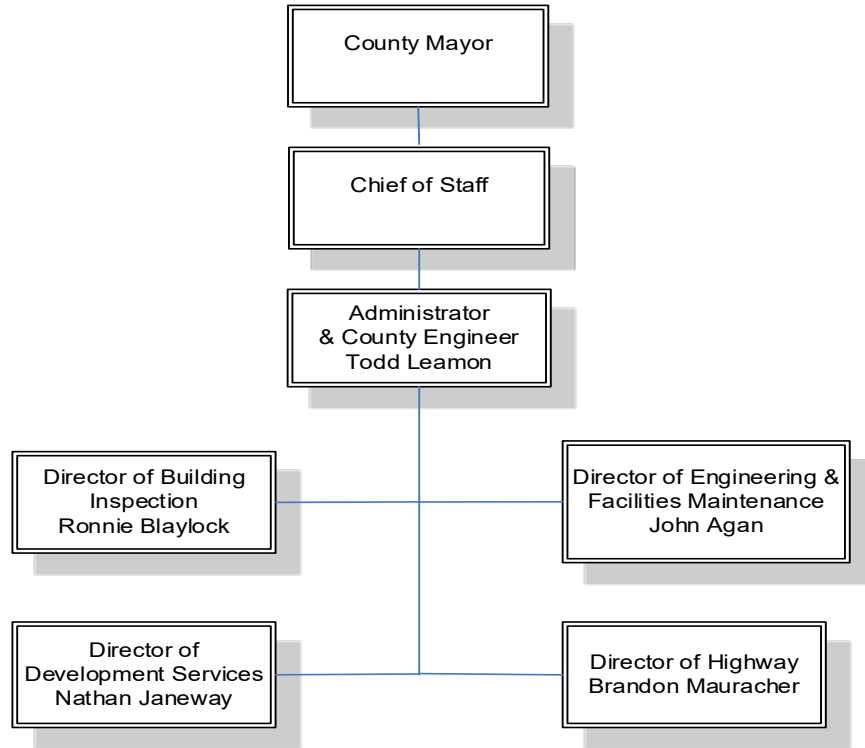 County Mayor
Chief of Staff
Administrator
& County Engineer
Todd Leamon
Director of Building
Inspection
Ronnie Blaylock
Director of Engineering &
Facilities Maintenance
John Agan
Director of
Development Services
Nathan Janeway
Director of Highway
Brandon Mauracher